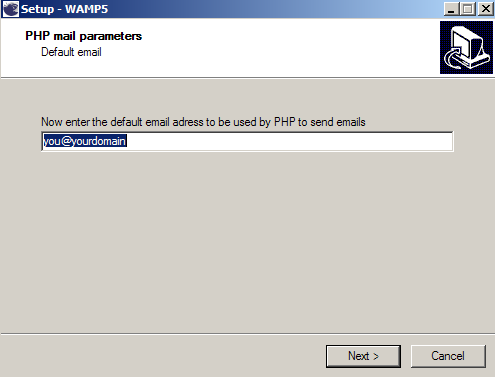 Setup - WAMP5
PHP mail parameters
Default email
Now enter the default email adress to be used by PHP to send emails
you@yourdomain
Next >
Cancel